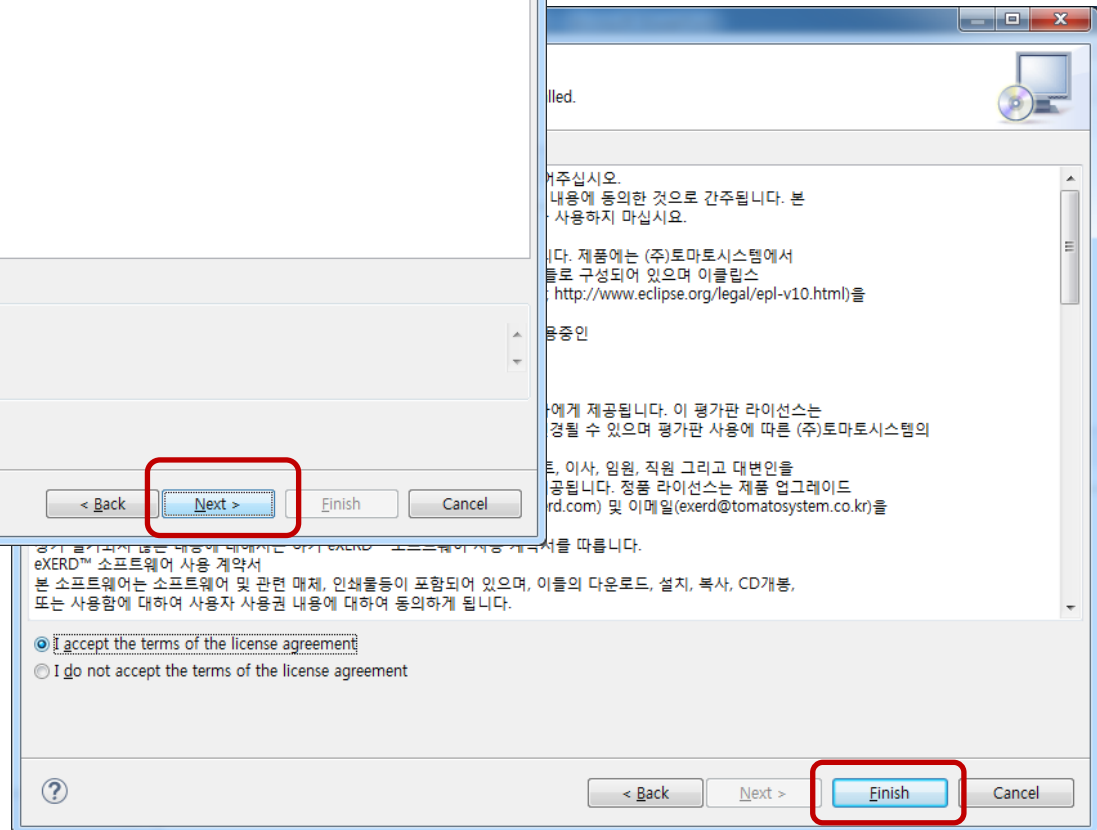 lled.
어주십시오.
내용에 동의한 것으로 간주됩니다. 본
사용하지 마십시요.
니다. 제품에는 (주)토마토시스템에서
들로 구성되어 있으며 이클립스
http://www.eclipse.org/legal/epl-v10.html)을
용중인
에게 제공됩니다. 이 평가판 라이선스는
경될 수 있으며 평가판 사용에 따른 (주)토마토시스템의
트, 이사, 임원, 직원 그리고 대변인을
공됩니다. 정품 라이선스는 제품 업그레이드
erd.com) 및 이메일(exerd@tomatosystem.co.kr)을
< Back Next > Finish Cancel
를 따릅니다.
eXERD™ 소프트웨어 사용 계약서
본 소프트웨어는 소프트웨어 및 관련 매체, 인쇄물등이 포함되어 있으며, 이들의 다운로드, 설치, 복사, CD개봉,
또는 사용함에 대하여 사용자 사용권 내용에 대하여 동의하게 됩니다.
I accept the terms of the license agreement
I do not accept the terms of the license agreement
? < Back Next > Finish Cancel